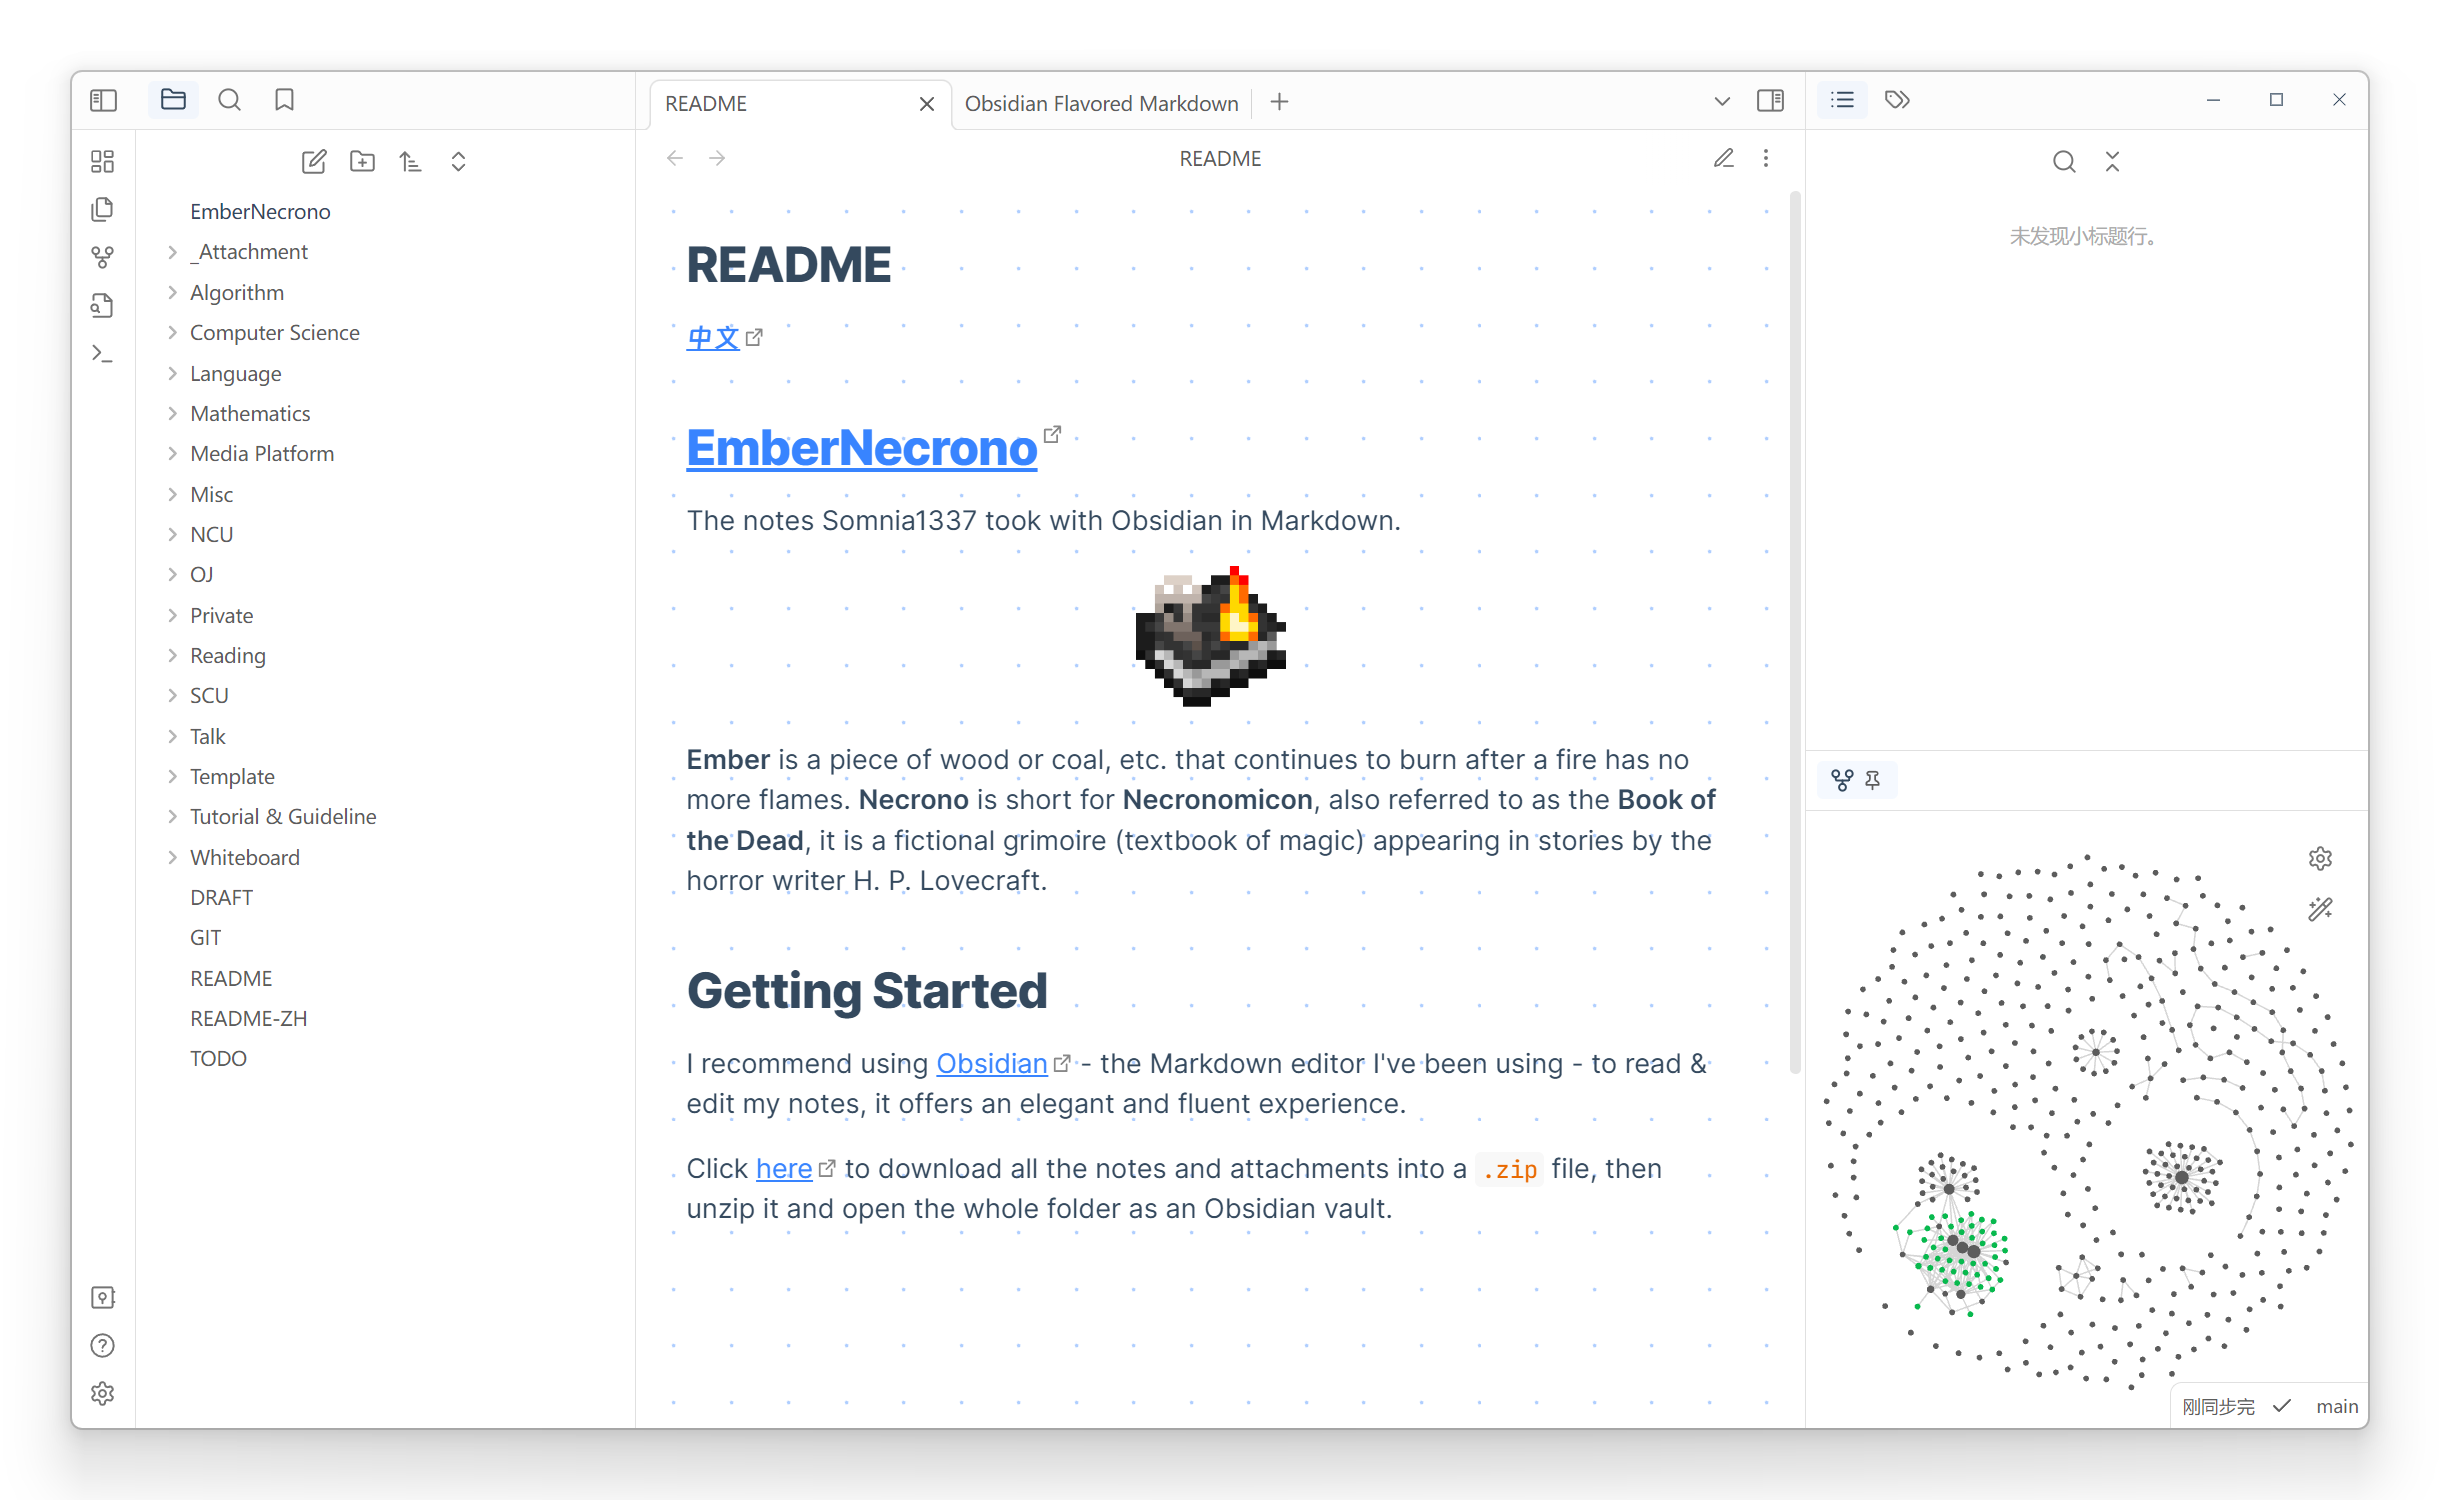 README
Obsidian Flavored Markdown
README
EmberNecrono
_Attachment
Algorithm
Computer Science
Language
Mathematics
Media Platform
Misc
NCU
OJ
Private
Reading
SCU
Talk
Template
Tutorial & Guideline
Whiteboard
DRAFT
GIT
README
README-ZH
TODO
README
中文
EmberNecrono
The notes Somnia1337 took with Obsidian in Markdown.
Ember is a piece of wood or coal, etc. that continues to burn after a fire has no
more flames. Necrono is short for Necronomicon, also referred to as the Book of
the Dead, it is a fictional grimoire (textbook of magic) appearing in stories by the
horror writer H. P. Lovecraft.
Getting Started
I recommend using Obsidian - the Markdown editor I've been using - to read &
edit my notes, it offers an elegant and fluent experience.
Click here to download all the notes and attachments into a .zip file, then
unzip it and open the whole folder as an Obsidian vault.
未发现小标题行。
刚同步完 main